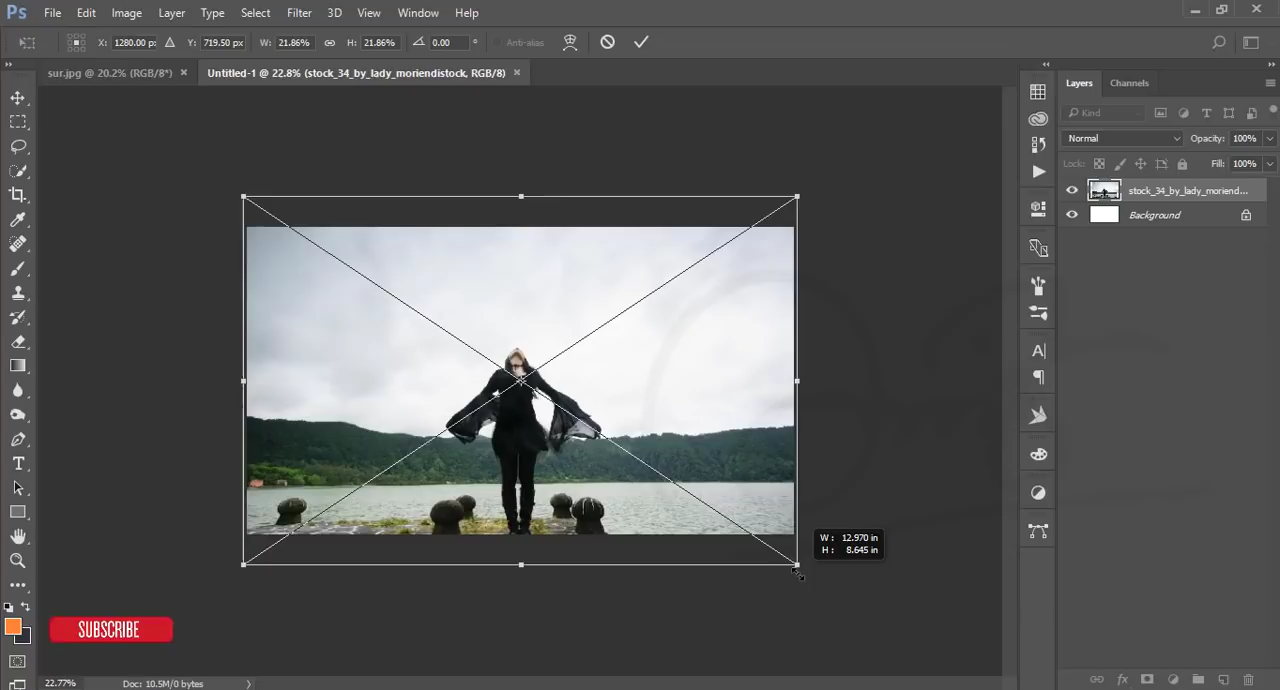 Ps File Edit Image Layer Type Select Filter 3D View Window Help
X: 1280.00 px Y: 719.50 px W: 21.86% H: 21.86% 0.00 ° Anti-alias
sur.jpg @ 20.2% (RGB/8*) × Untitled-1 @ 22.8% (stock_34_by_lady_moriendistock, RGB/8) ×
Layers Channels
Kind
Normal Opacity: 100%
Lock: Fill: 100%
stock_34_by_lady_moriend...
Background
W: 12.970 in
H: 8.645 in
SUBSCRIBE
22.77% Doc: 10.5M/0 bytes